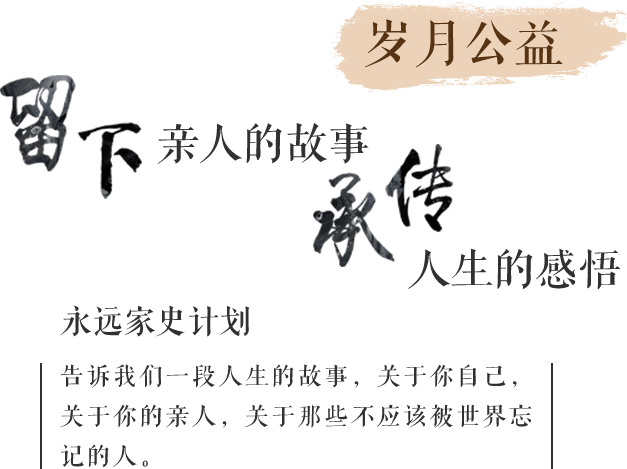 岁月公益
留下亲人的故事
传承
人生的感悟
永远家史计划
告诉我们一段人生的故事，关于你自己，
关于你的亲人，关于那些不应该被世界忘
记的人。